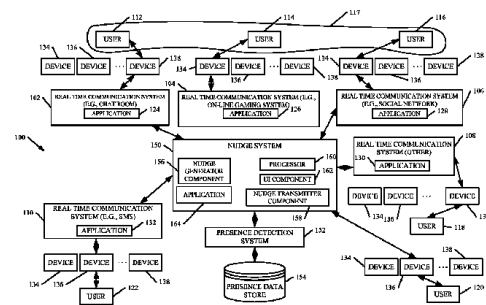 112
114
117
116
USER
USER
USER
134
136
138
134
136
138
134
136
138
DEVICE DEVICE ... DEVICE
DEVICE DEVICE ... DEVICE
DEVICE DEVICE ... DEVICE
102
REAL TIME COMMUNICATION SYSTEM (E.G., CHATROOM)
APPLICATION
124
104
REAL TIME COMMUNICATION SYSTEM (E.G., ON-LINE GAMING SYSTEM)
APPLICATION
126
106
REAL TIME COMMUNICATION SYSTEM (E.G., SOCIAL NETWORK)
APPLICATION
128
100
150
NUDGE SYSTEM
156
NUDGE GENERATOR COMPONENT
PROCESSOR
160
UI COMPONENT
162
APPLICATION
164
NUDGE TRANSMITTER COMPONENT
158
108
REAL TIME COMMUNICATION SYSTEM (OTHER)
130
APPLICATION
DEVICE DEVICE ... DEVICE
134
136
138
USER
118
110
REAL TIME COMMUNICATION SYSTEM (E.G., SMS)
APPLICATION
132
DEVICE DEVICE ... DEVICE
134
136
138
USER
122
PRESENCE DETECTION SYSTEM
152
PRESENCE DATA STORE
154
134
138
DEVICE DEVICE ... DEVICE
136
USER
120